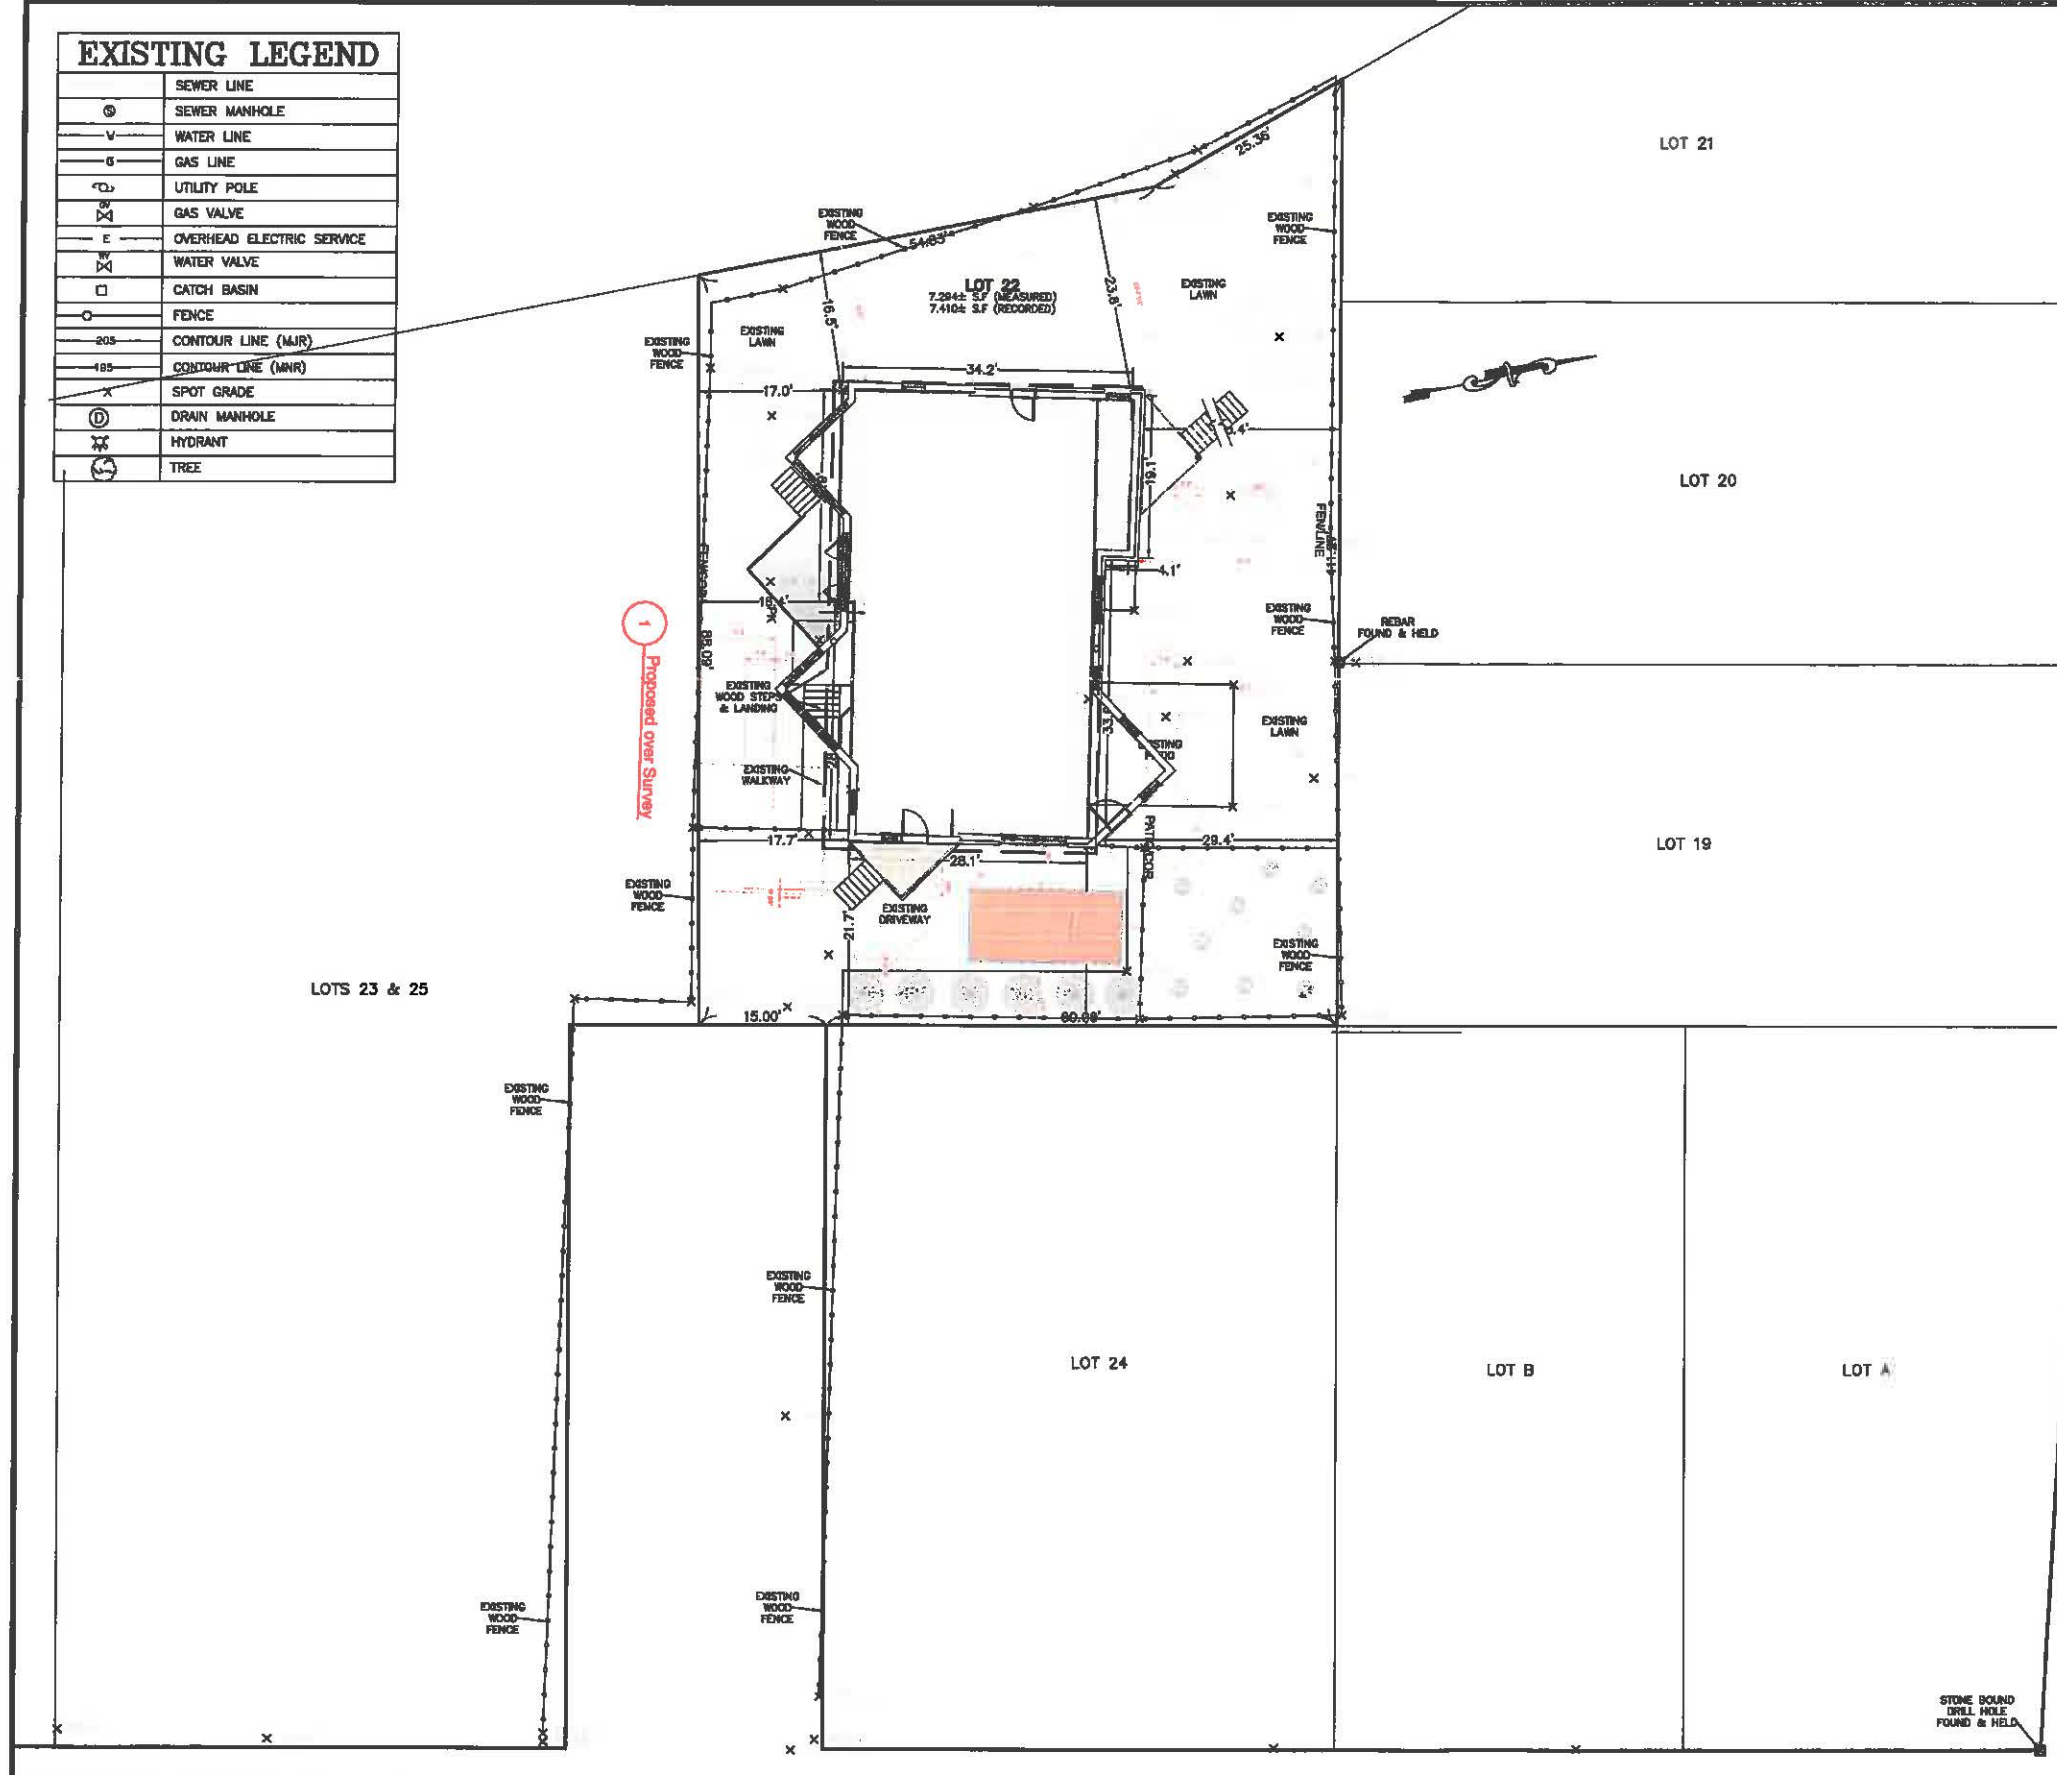 EXISTING LEGEND
SEWER LINE
S
SEWER MANHOLE
W
WATER LINE
G
GAS LINE
UTILITY POLE
GAS VALVE
E
OVERHEAD ELECTRIC SERVICE
WV
WATER VALVE
CATCH BASIN
FENCE
205
CONTOUR LINE (MJR)
195
CONTOUR LINE (MNR)
SPOT GRADE
D
DRAIN MANHOLE
HYDRANT
TREE
LOT 21
25.36'
EXISTING
WOOD
FENCE
54.83'
EXISTING
WOOD
FENCE
LOT 22
7.294± S.F (MEASURED)
7.410± S.F (RECORDED)
23.8'
EXISTING
LAWN
16.5'
EXISTING
LAWN
EXISTING
WOOD
FENCE
34.2'
17.0'
19.1'
LOT 20
4.1'
EXISTING
WOOD
FENCE
REBAR
FOUND & HELD
16.4'
88.09'
1
Proposed over Survey
EXISTING
WOOD STEPS
& LANDING
EXISTING
WALKWAY
EXISTING
LAWN
LOT 19
17.7'
28.1'
29.4'
EXISTING
WOOD
FENCE
21.7'
EXISTING
DRIVEWAY
EXISTING
WOOD
FENCE
LOTS 23 & 25
15.00'
EXISTING
WOOD
FENCE
EXISTING
WOOD
FENCE
LOT 24
LOT B
LOT A
EXISTING
WOOD
FENCE
EXISTING
WOOD
FENCE
STONE BOUND
DRILL HOLE
FOUND & HELD